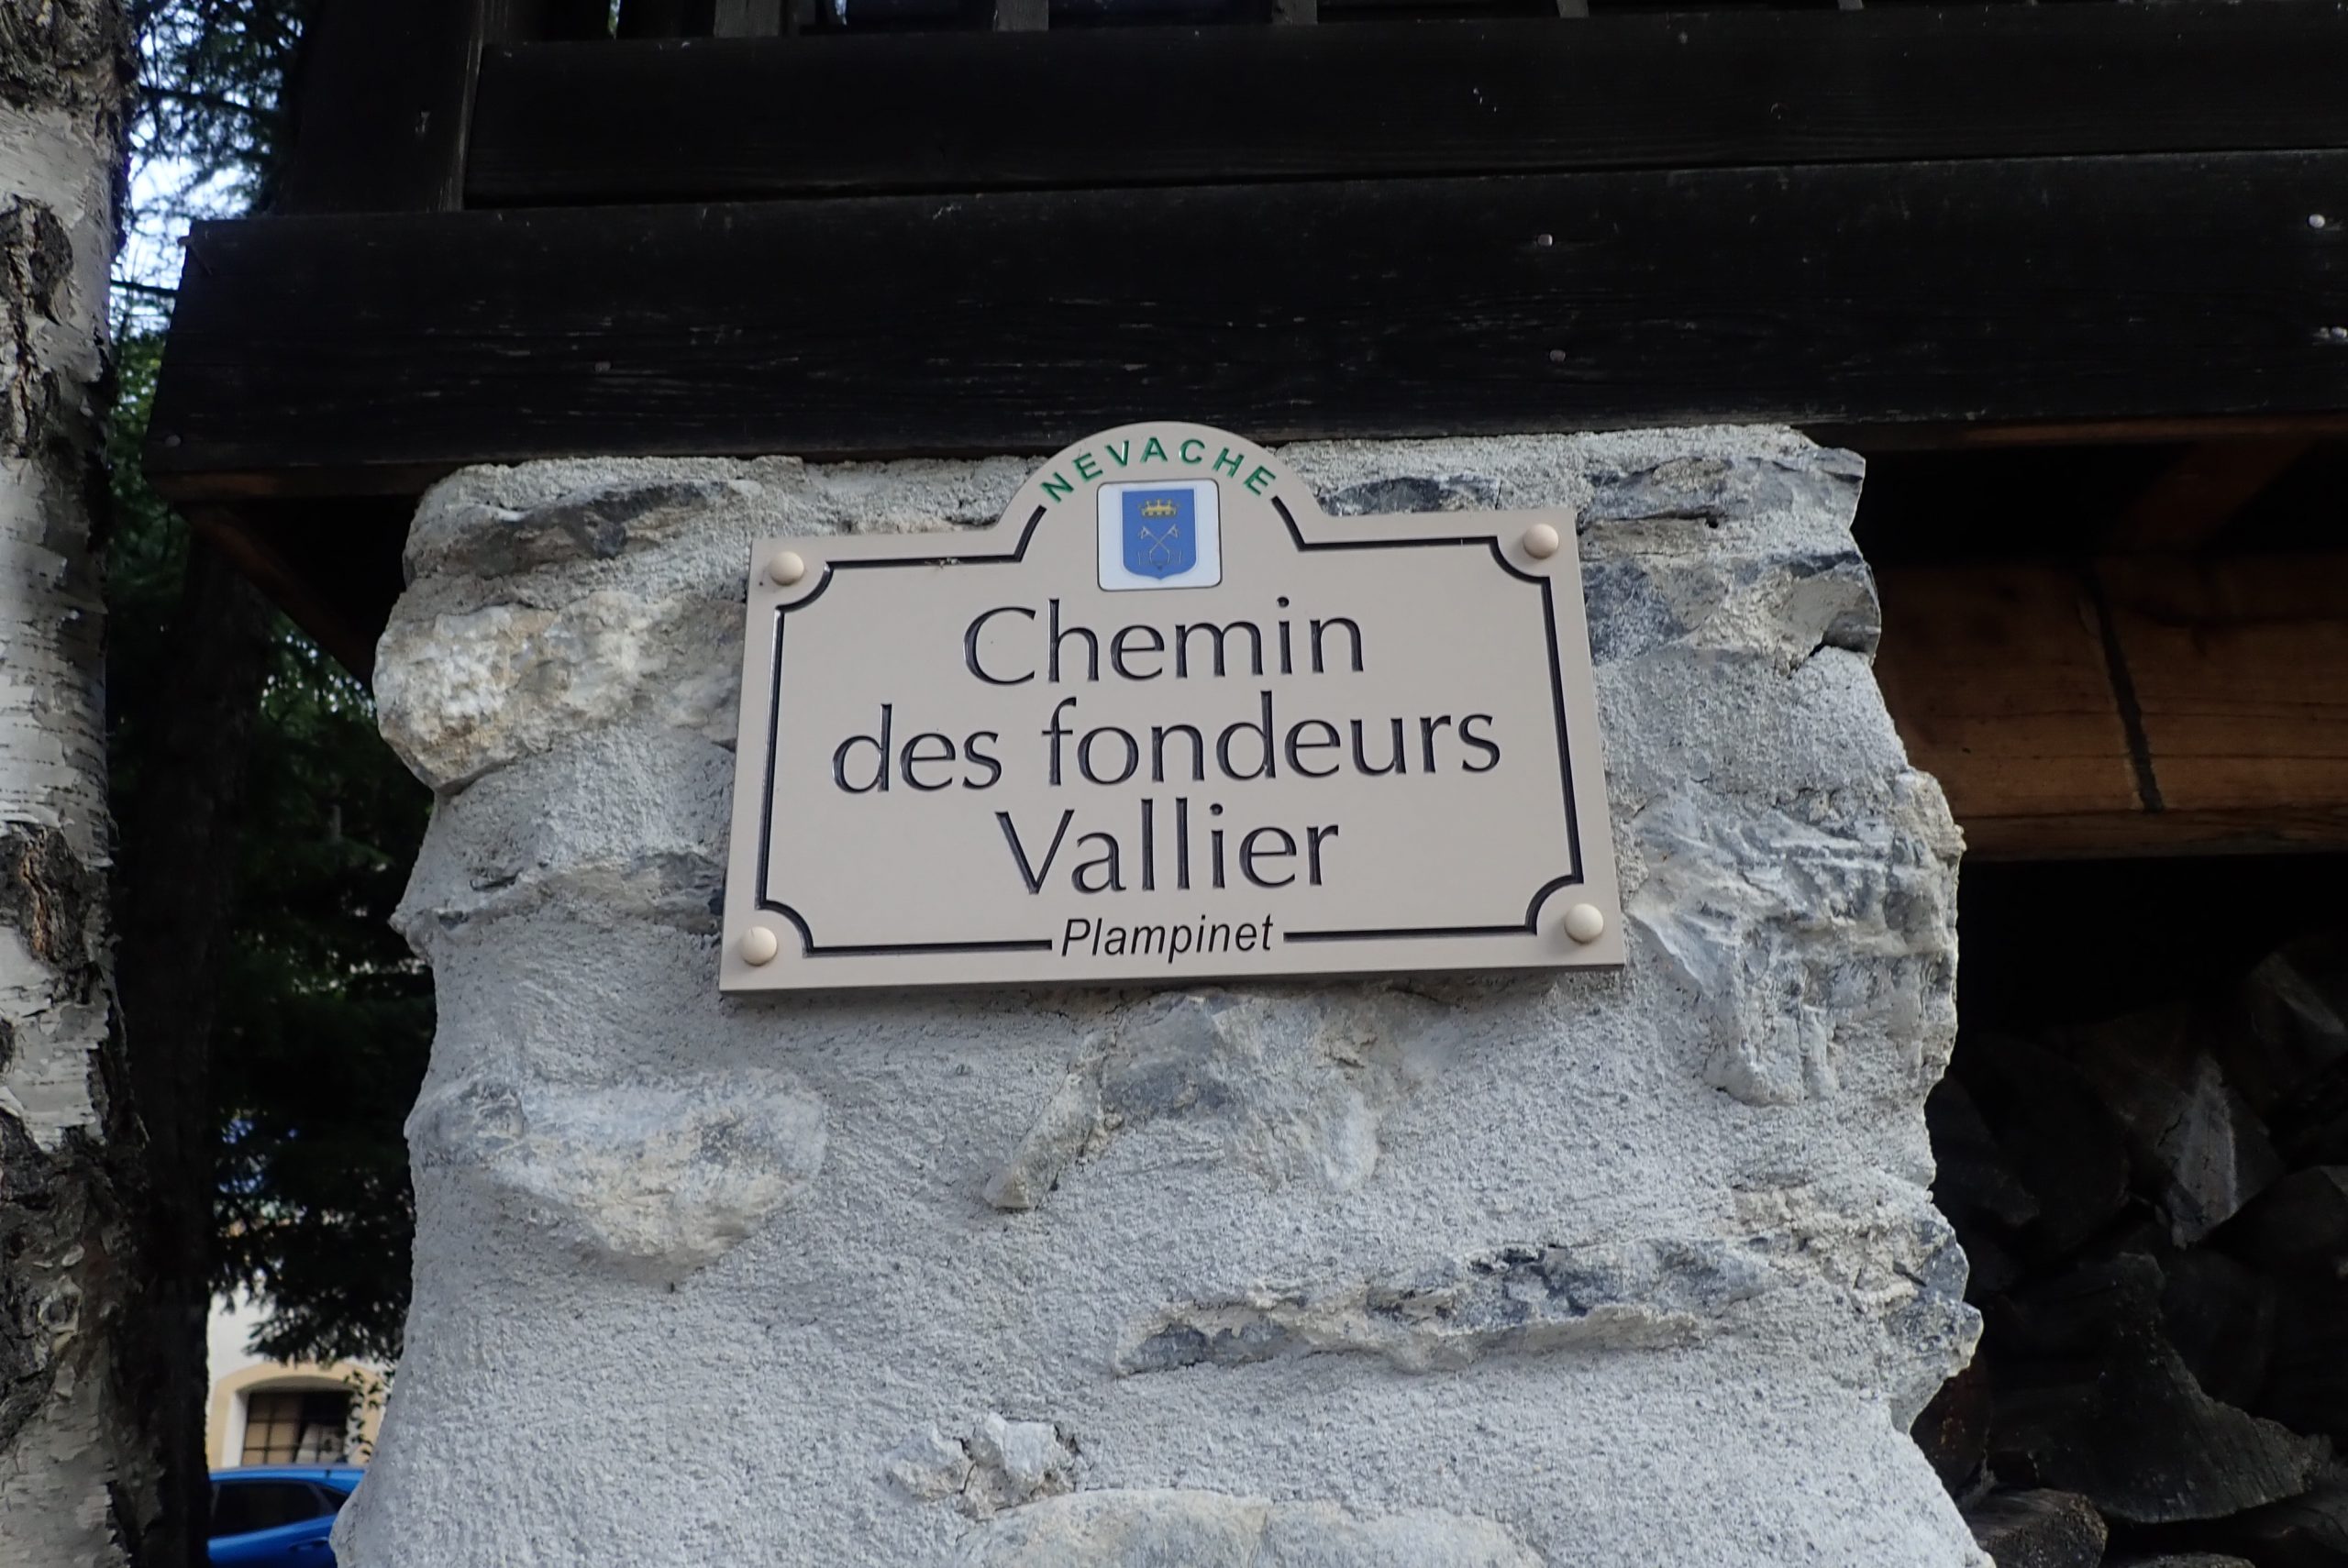 NEVACHE
Chemin
des fondeurs
Vallier
Plampinet